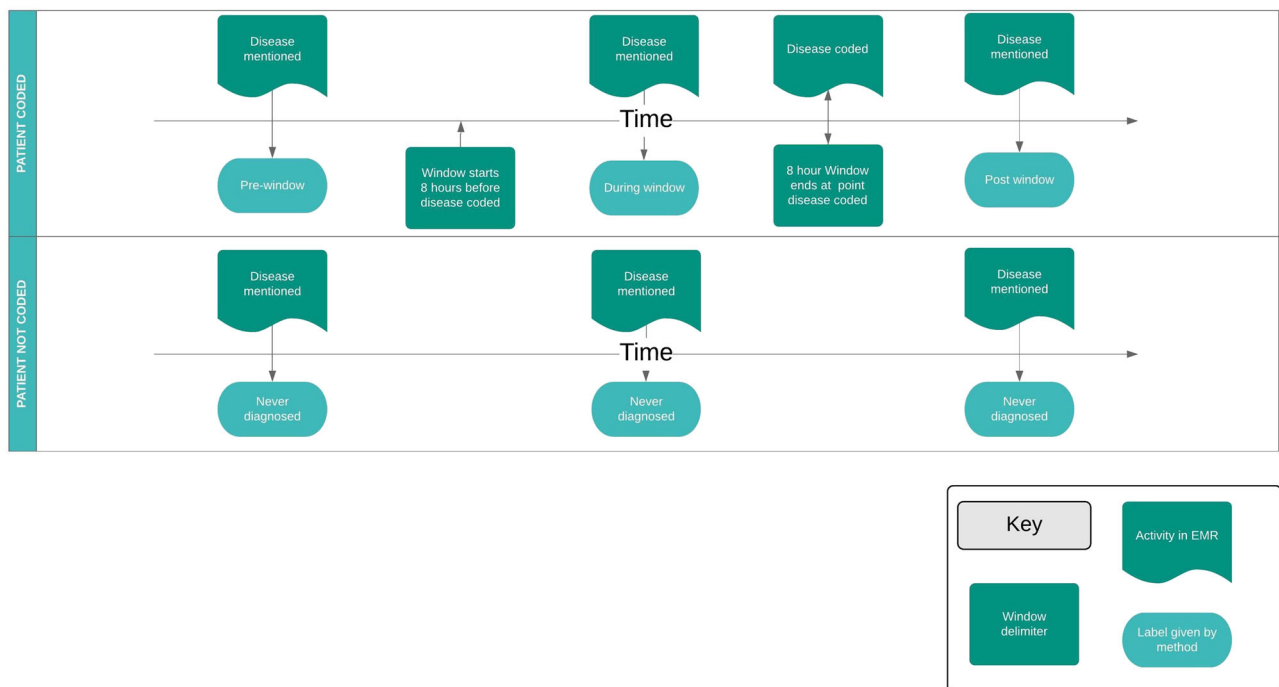 PATIENT CODED
Disease
mentioned
Disease
mentioned
Disease coded
Disease
mentioned
Time
Pre-window
Window starts
8 hours before
disease coded
During window
8 hour Window
ends at point
disease coded
Post window
PATIENT NOT CODED
Disease
mentioned
Disease
mentioned
Disease
mentioned
Time
Never
diagnosed
Never
diagnosed
Never
diagnosed
Key
Activity in EMR
Window
delimiter
Label given by
method